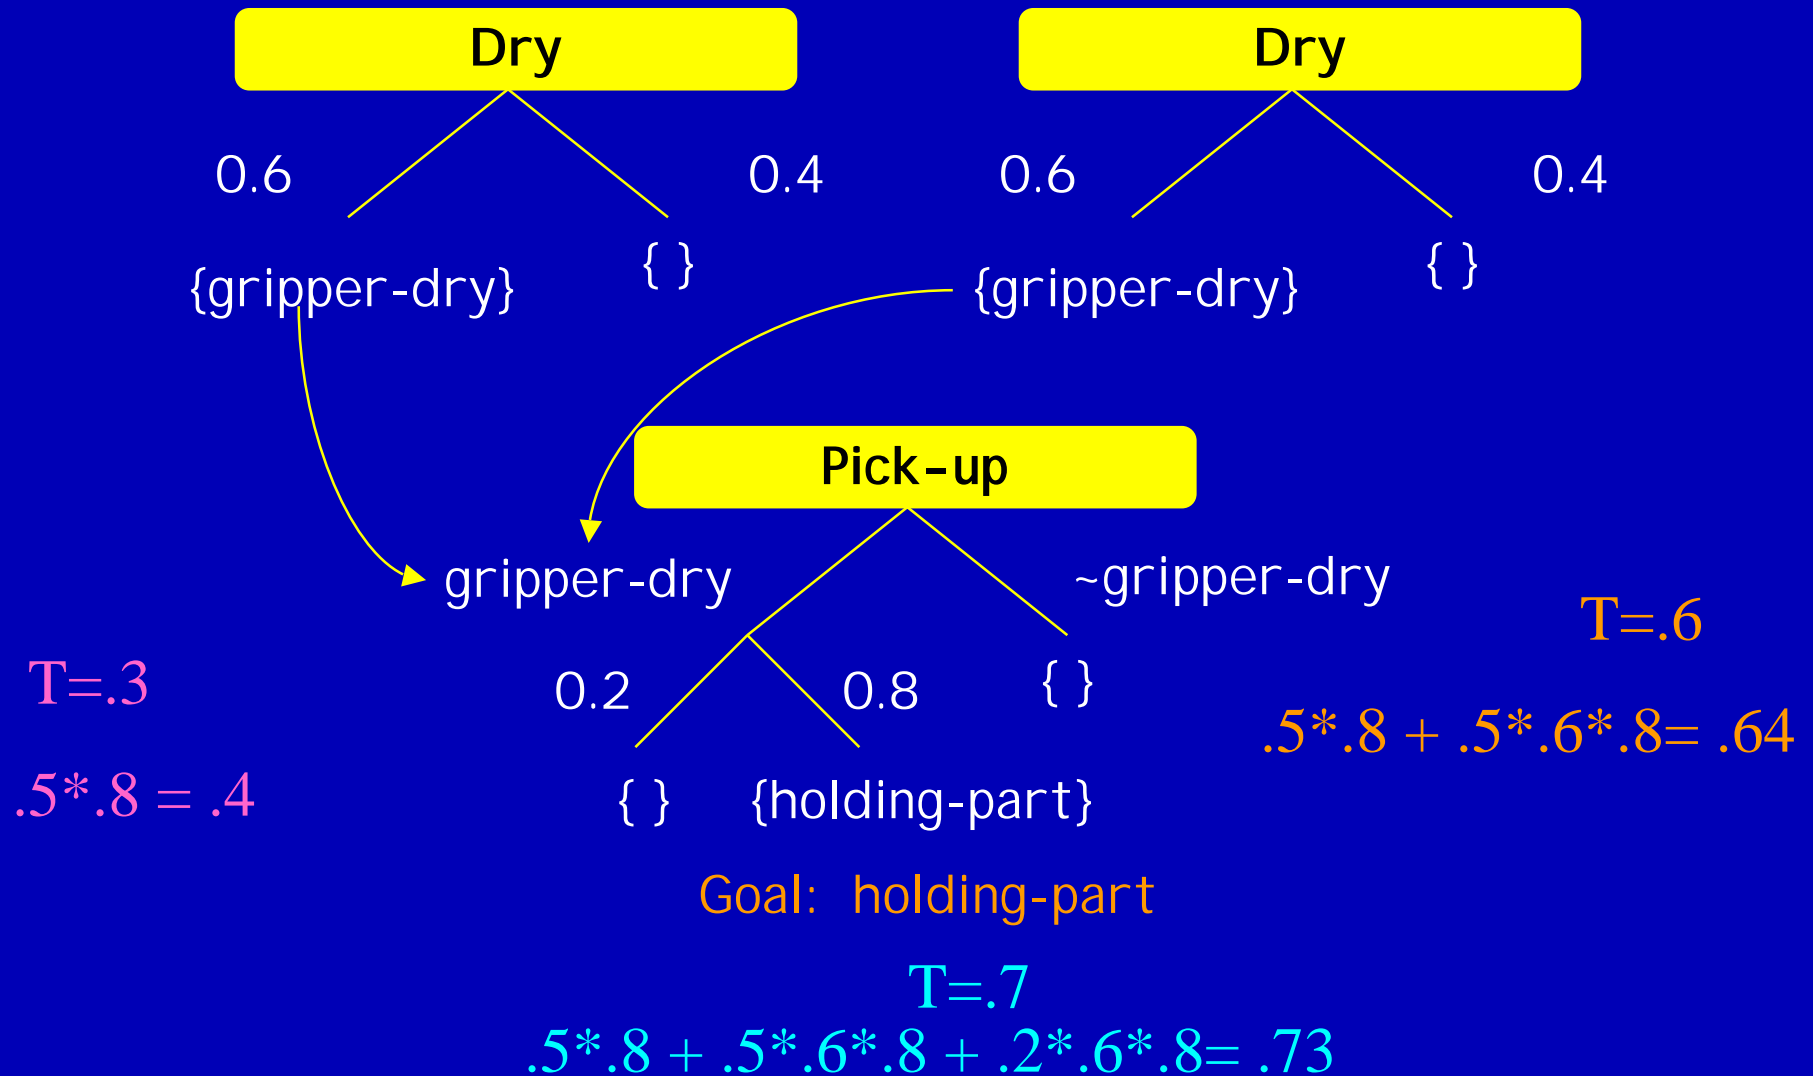 Dry Dry
0.6 0.4 0.6 0.4
{gripper-dry} { } {gripper-dry} { }
Pick-up
gripper-dry ~gripper-dry
T=.6
T=.3
0.2 0.8 { }
.5*.8 + .5*.6*.8= .64
.5*.8 = .4
{ } {holding-part}
Goal: holding-part
T=.7
.5*.8 + .5*.6*.8 + .2*.6*.8= .73